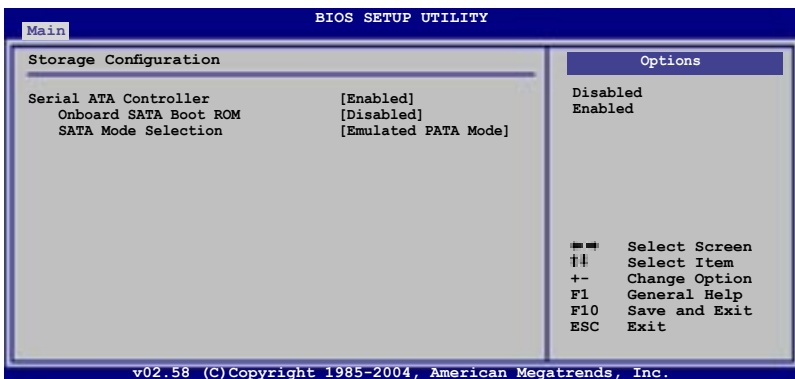 BIOS SETUP UTILITY
Main
Storage Configuration
Serial ATA Controller [Enabled]
Onboard SATA Boot ROM [Disabled]
SATA Mode Selection [Emulated PATA Mode]
Options
Disabled
Enabled
←→ Select Screen
↑↓ Select Item
+- Change Option
F1 General Help
F10 Save and Exit
ESC Exit
v02.58 (C)Copyright 1985-2004, American Megatrends, Inc.